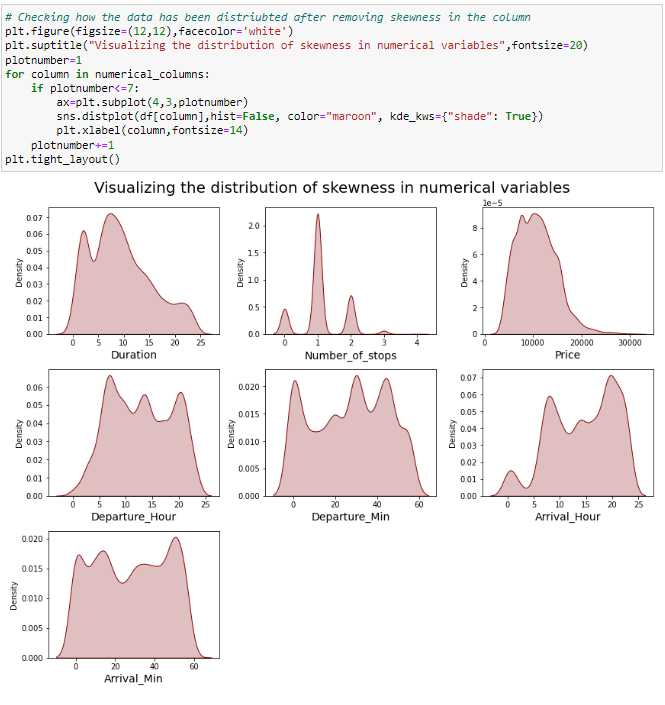 # Checking how the data has been distriubted after removing skewness in the column
plt.figure(figsize=(12,12),facecolor='white')
plt.suptitle("Visualizing the distribution of skewness in numerical variables",fontsize=20)
plotnumber=1
for column in numerical_columns:
    if plotnumber<=7:
        ax=plt.subplot(4,3,plotnumber)
        sns.distplot(df[column],hist=False, color="maroon", kde_kws={"shade": True})
        plt.xlabel(column,fontsize=14)
    plotnumber+=1
plt.tight_layout()
Visualizing the distribution of skewness in numerical variables
0.07
0.06
0.05
0.04
0.03
0.02
0.01
0.00
Density
0 5 10 15 20 25
Duration
2.0
1.5
1.0
0.5
0.0
Density
0 1 2 3 4
Number_of_stops
1e-5
8
6
4
2
0
Density
0 10000 20000 30000
Price
0.06
0.05
0.04
0.03
0.02
0.01
0.00
Density
0 5 10 15 20 25
Departure_Hour
0.020
0.015
0.010
0.005
0.000
Density
0 20 40 60
Departure_Min
0.07
0.06
0.05
0.04
0.03
0.02
0.01
0.00
Density
0 5 10 15 20 25
Arrival_Hour
0.020
0.015
0.010
0.005
0.000
Density
0 20 40 60
Arrival_Min